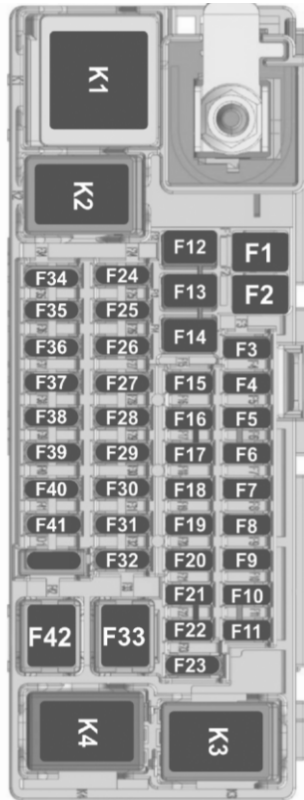 K1
K2
F12 F1
F13 F2
F14
F34 F24
F35 F25
F36 F26 F3
F37 F27 F15 F4
F38 F28 F16 F5
F39 F29 F17 F6
F40 F30 F18 F7
F41 F31 F19 F8
F32 F20 F9
F21 F10
F42 F33 F22 F11
F23
K4 K3